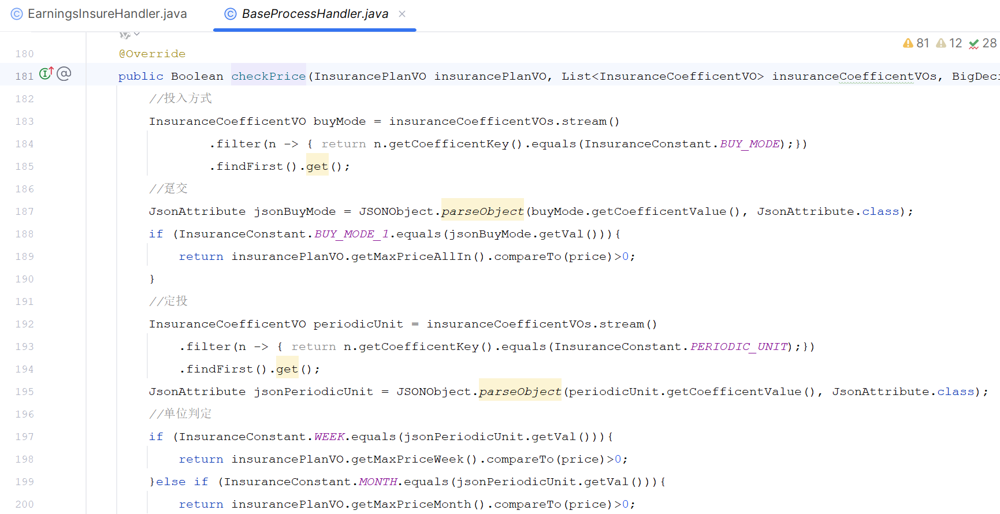 EarningsInsureHandler.java
BaseProcessHandler.java
81 12 28
180 @Override
181 public Boolean checkPrice(InsurancePlanVO insurancePlanVO, List<InsuranceCoefficentVO> insuranceCoefficentVOs, BigDeci
182 //投入方式
183 InsuranceCoefficentVO buyMode = insuranceCoefficentVOs.stream()
184 .filter(n -> { return n.getCoefficentKey().equals(InsuranceConstant.BUY_MODE);})
185 .findFirst().get();
186 //趸交
187 JsonAttribute jsonBuyMode = JSONObject.parseObject(buyMode.getCoefficentValue(), JsonAttribute.class);
188 if (InsuranceConstant.BUY_MODE_1.equals(jsonBuyMode.getVal())){
189 return insurancePlanVO.getMaxPriceAllIn().compareTo(price)>0;
190 }
191 //定投
192 InsuranceCoefficentVO periodicUnit = insuranceCoefficentVOs.stream()
193 .filter(n -> { return n.getCoefficentKey().equals(InsuranceConstant.PERIODIC_UNIT);})
194 .findFirst().get();
195 JsonAttribute jsonPeriodicUnit = JSONObject.parseObject(periodicUnit.getCoefficentValue(), JsonAttribute.class);
196 //单位判定
197 if (InsuranceConstant.WEEK.equals(jsonPeriodicUnit.getVal())){
198 return insurancePlanVO.getMaxPriceWeek().compareTo(price)>0;
199 }else if (InsuranceConstant.MONTH.equals(jsonPeriodicUnit.getVal())){
200 return insurancePlanVO.getMaxPriceMonth().compareTo(price)>0;